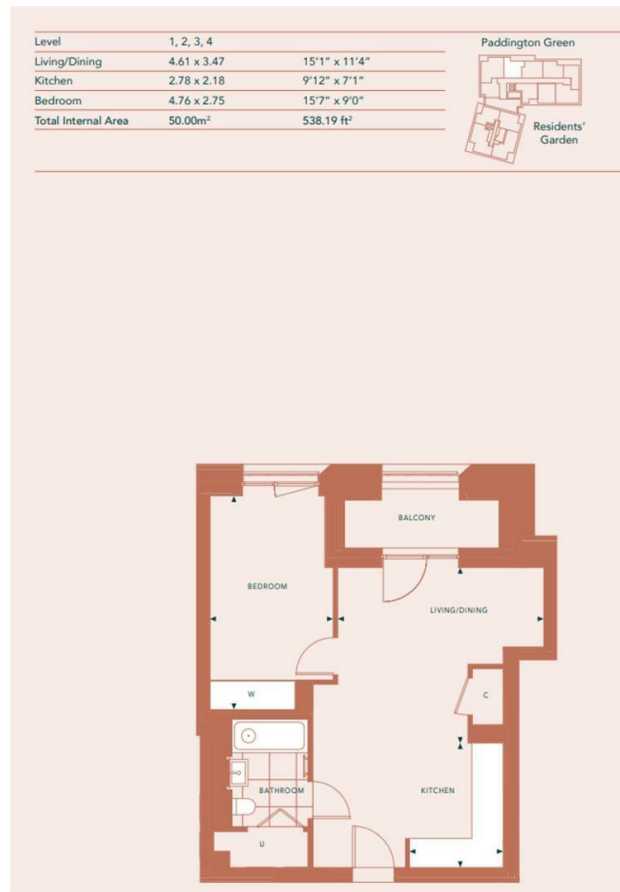 Level 1, 2, 3, 4
Living/Dining 4.61 x 3.47 15’1” x 11’4”
Kitchen 2.78 x 2.18 9’12” x 7’1”
Bedroom 4.76 x 2.75 15’7” x 9’0”
Total Internal Area 50.00m² 538.19 ft²
Paddington Green
Residents’
Garden
BALCONY
BEDROOM
LIVING/DINING
W
C
BATHROOM
KITCHEN
U